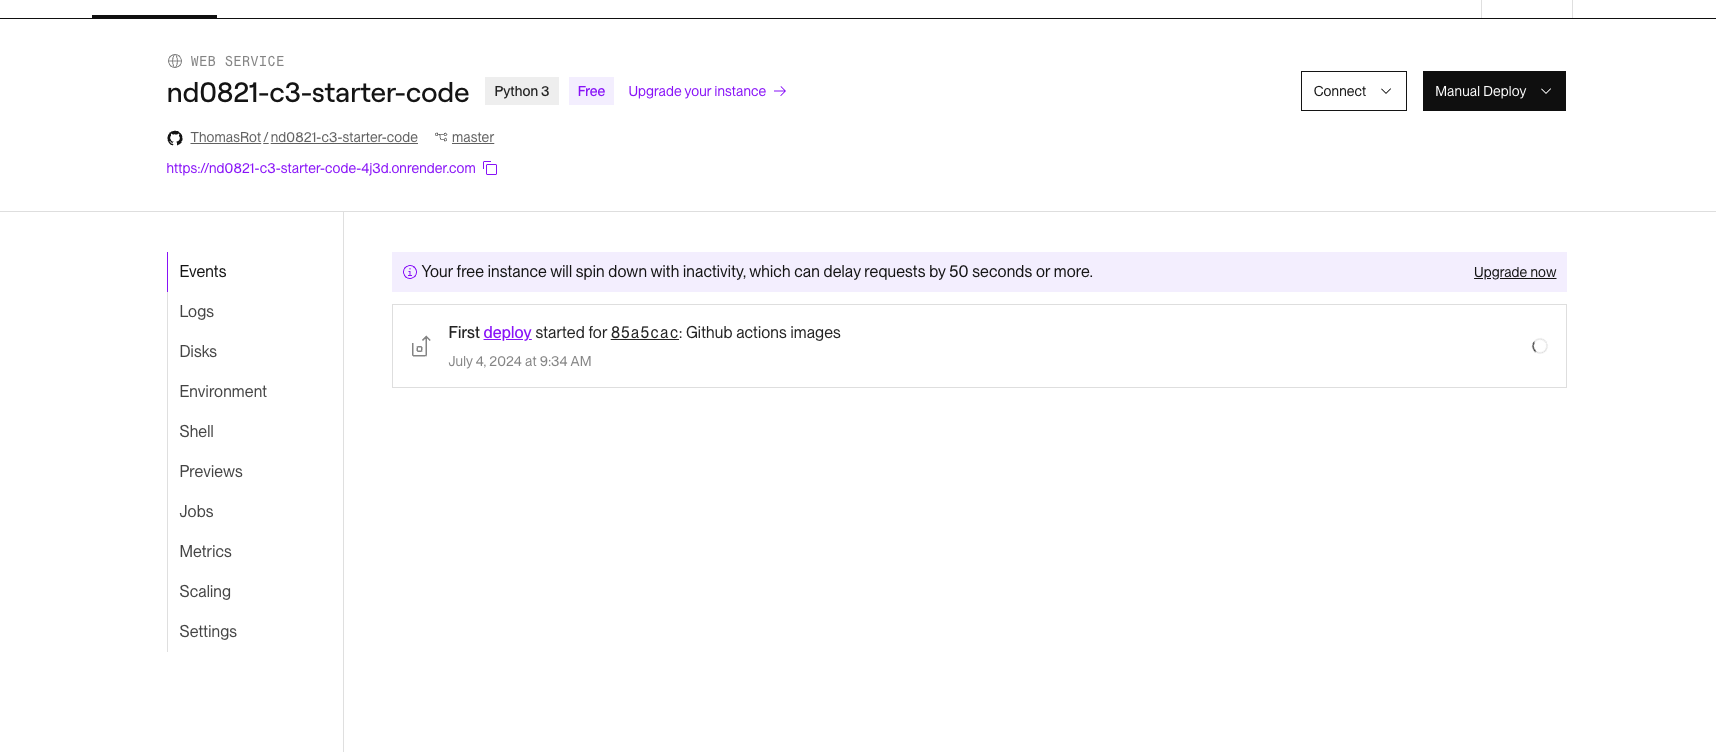 WEB SERVICE
nd0821-c3-starter-code Python 3 Free Upgrade your instance
Connect Manual Deploy
ThomasRot / nd0821-c3-starter-code master
https://nd0821-c3-starter-code-4j3d.onrender.com
Events
Logs
Disks
Environment
Shell
Previews
Jobs
Metrics
Scaling
Settings
Your free instance will spin down with inactivity, which can delay requests by 50 seconds or more. Upgrade now
First deploy started for 85a5cac: Github actions images
July 4, 2024 at 9:34 AM